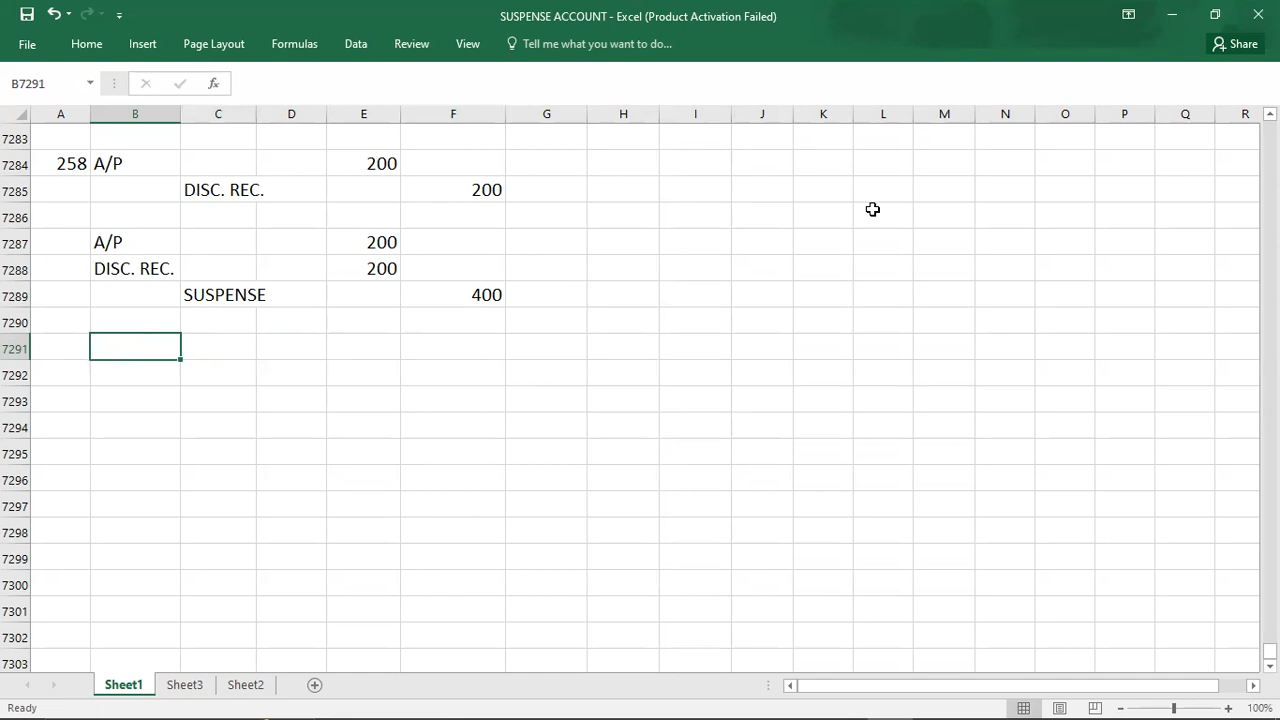 SUSPENSE ACCOUNT - Excel (Product Activation Failed)
File Home Insert Page Layout Formulas Data Review View Tell me what you want to do... Share
B7291 fx
A B C D E F G H I J K L M N O P Q R
7283
7284 258 A/P 200
7285 DISC. REC. 200
7286
7287 A/P 200
7288 DISC. REC. 200
7289 SUSPENSE 400
7290
7291
7292
7293
7294
7295
7296
7297
7298
7299
7300
7301
7302
7303
Sheet1 Sheet3 Sheet2
Ready 100%